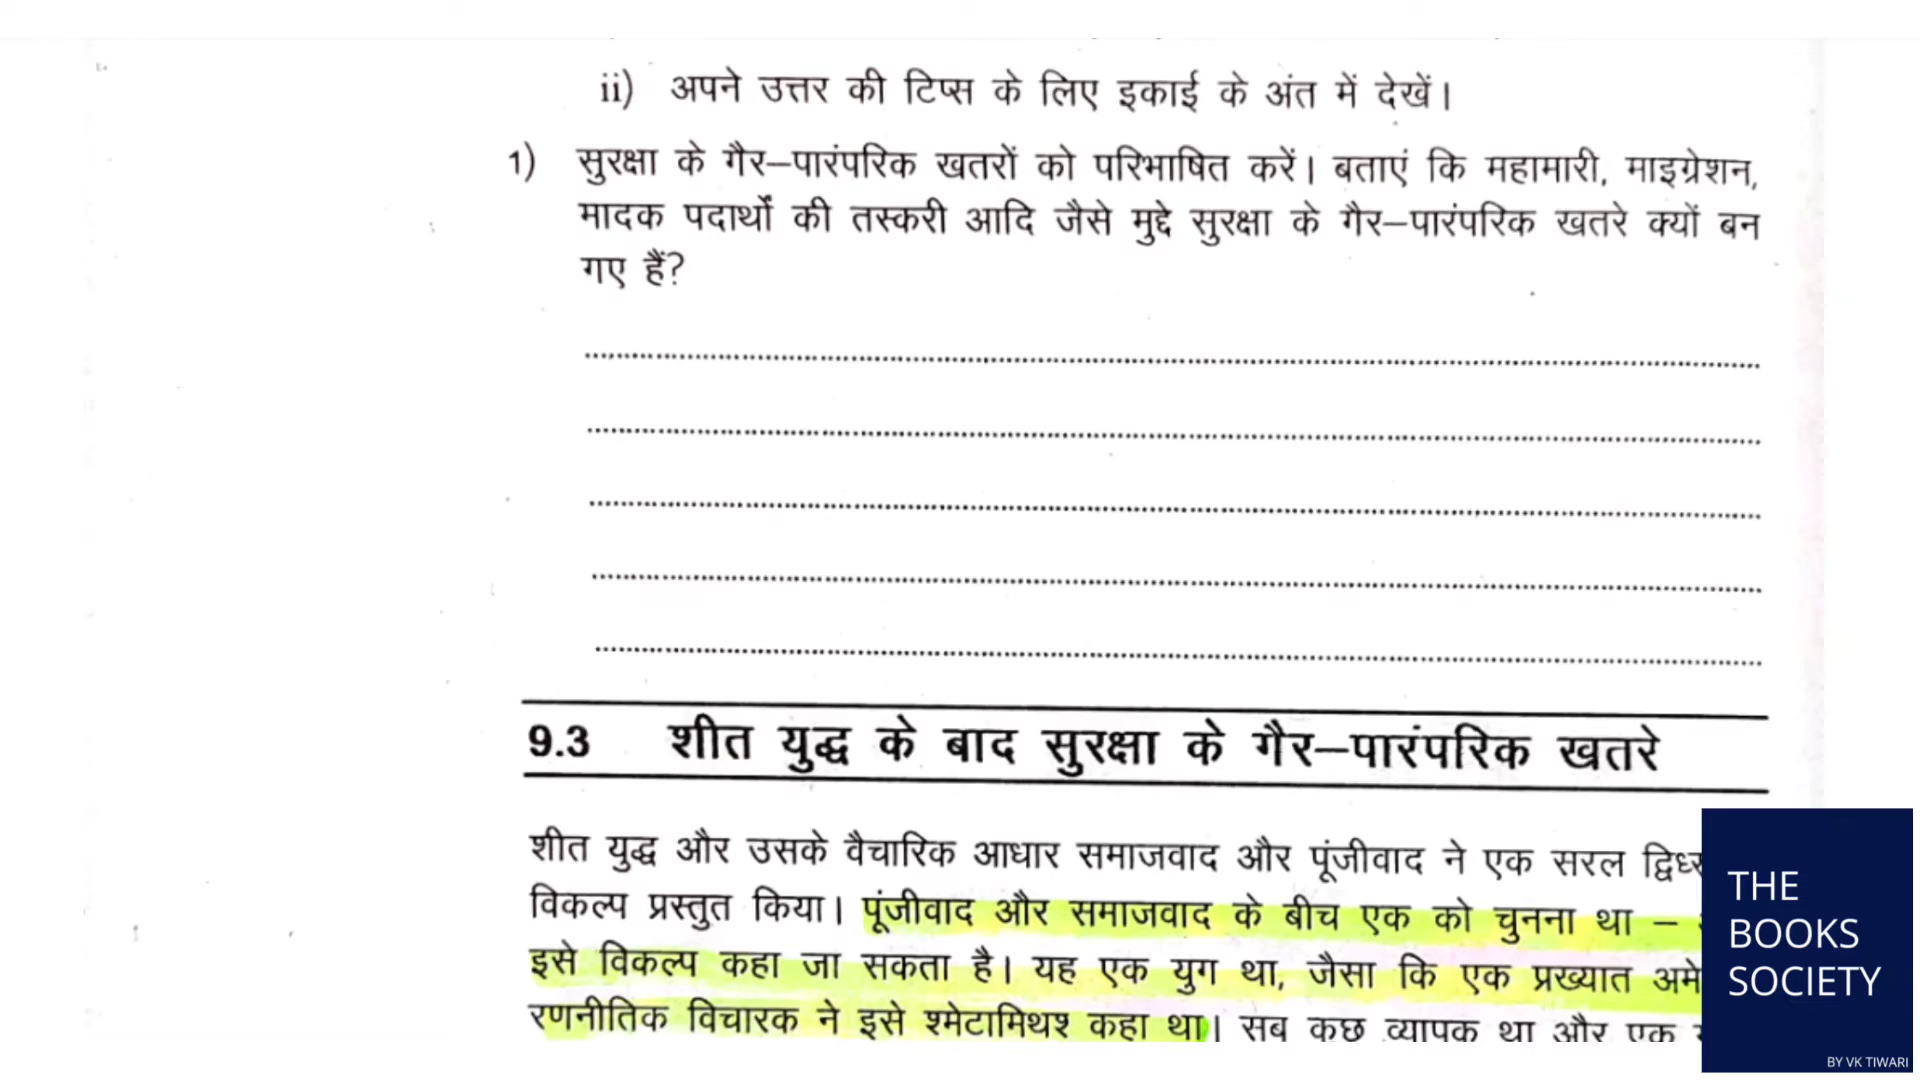 ii) अपने उत्तर की टिप्स के लिए इकाई के अंत में देखें।
1) सुरक्षा के गैर–पारंपरिक खतरों को परिभाषित करें। बताएं कि महामारी, माइग्रेशन,
मादक पदार्थों की तस्करी आदि जैसे मुद्दे सुरक्षा के गैर–पारंपरिक खतरे क्यों बन
गए हैं?
9.3 शीत युद्ध के बाद सुरक्षा के गैर–पारंपरिक खतरे
शीत युद्ध और उसके वैचारिक आधार समाजवाद और पूंजीवाद ने एक सरल
विकल्प प्रस्तुत किया। पूंजीवाद और समाजवाद के बीच एक को चुनना था –
इसे विकल्प कहा जा सकता है। यह एक युग था, जैसा कि एक प्रख्यात
रणनीतिक विचारक ने इसे श्मेटामिथश कहा था। सब कुछ व्यापक था और एक
THE
BOOKS
SOCIETY
BY VK TIWARI